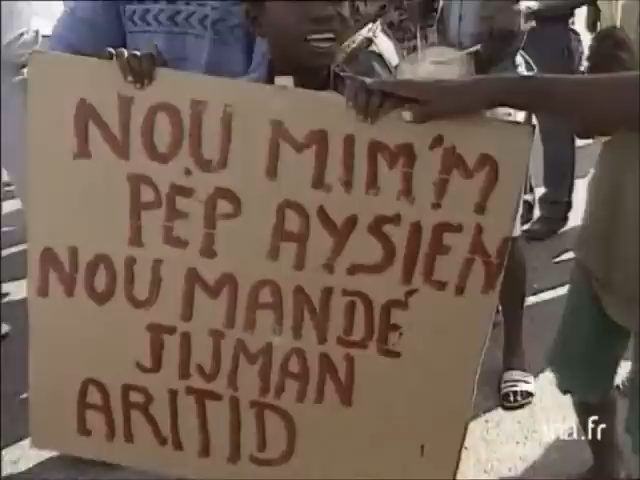 NOU MIM'M
PÈP AYSIEN
NOU MANDÉ
JIJMAN
ARITID
ina.fr